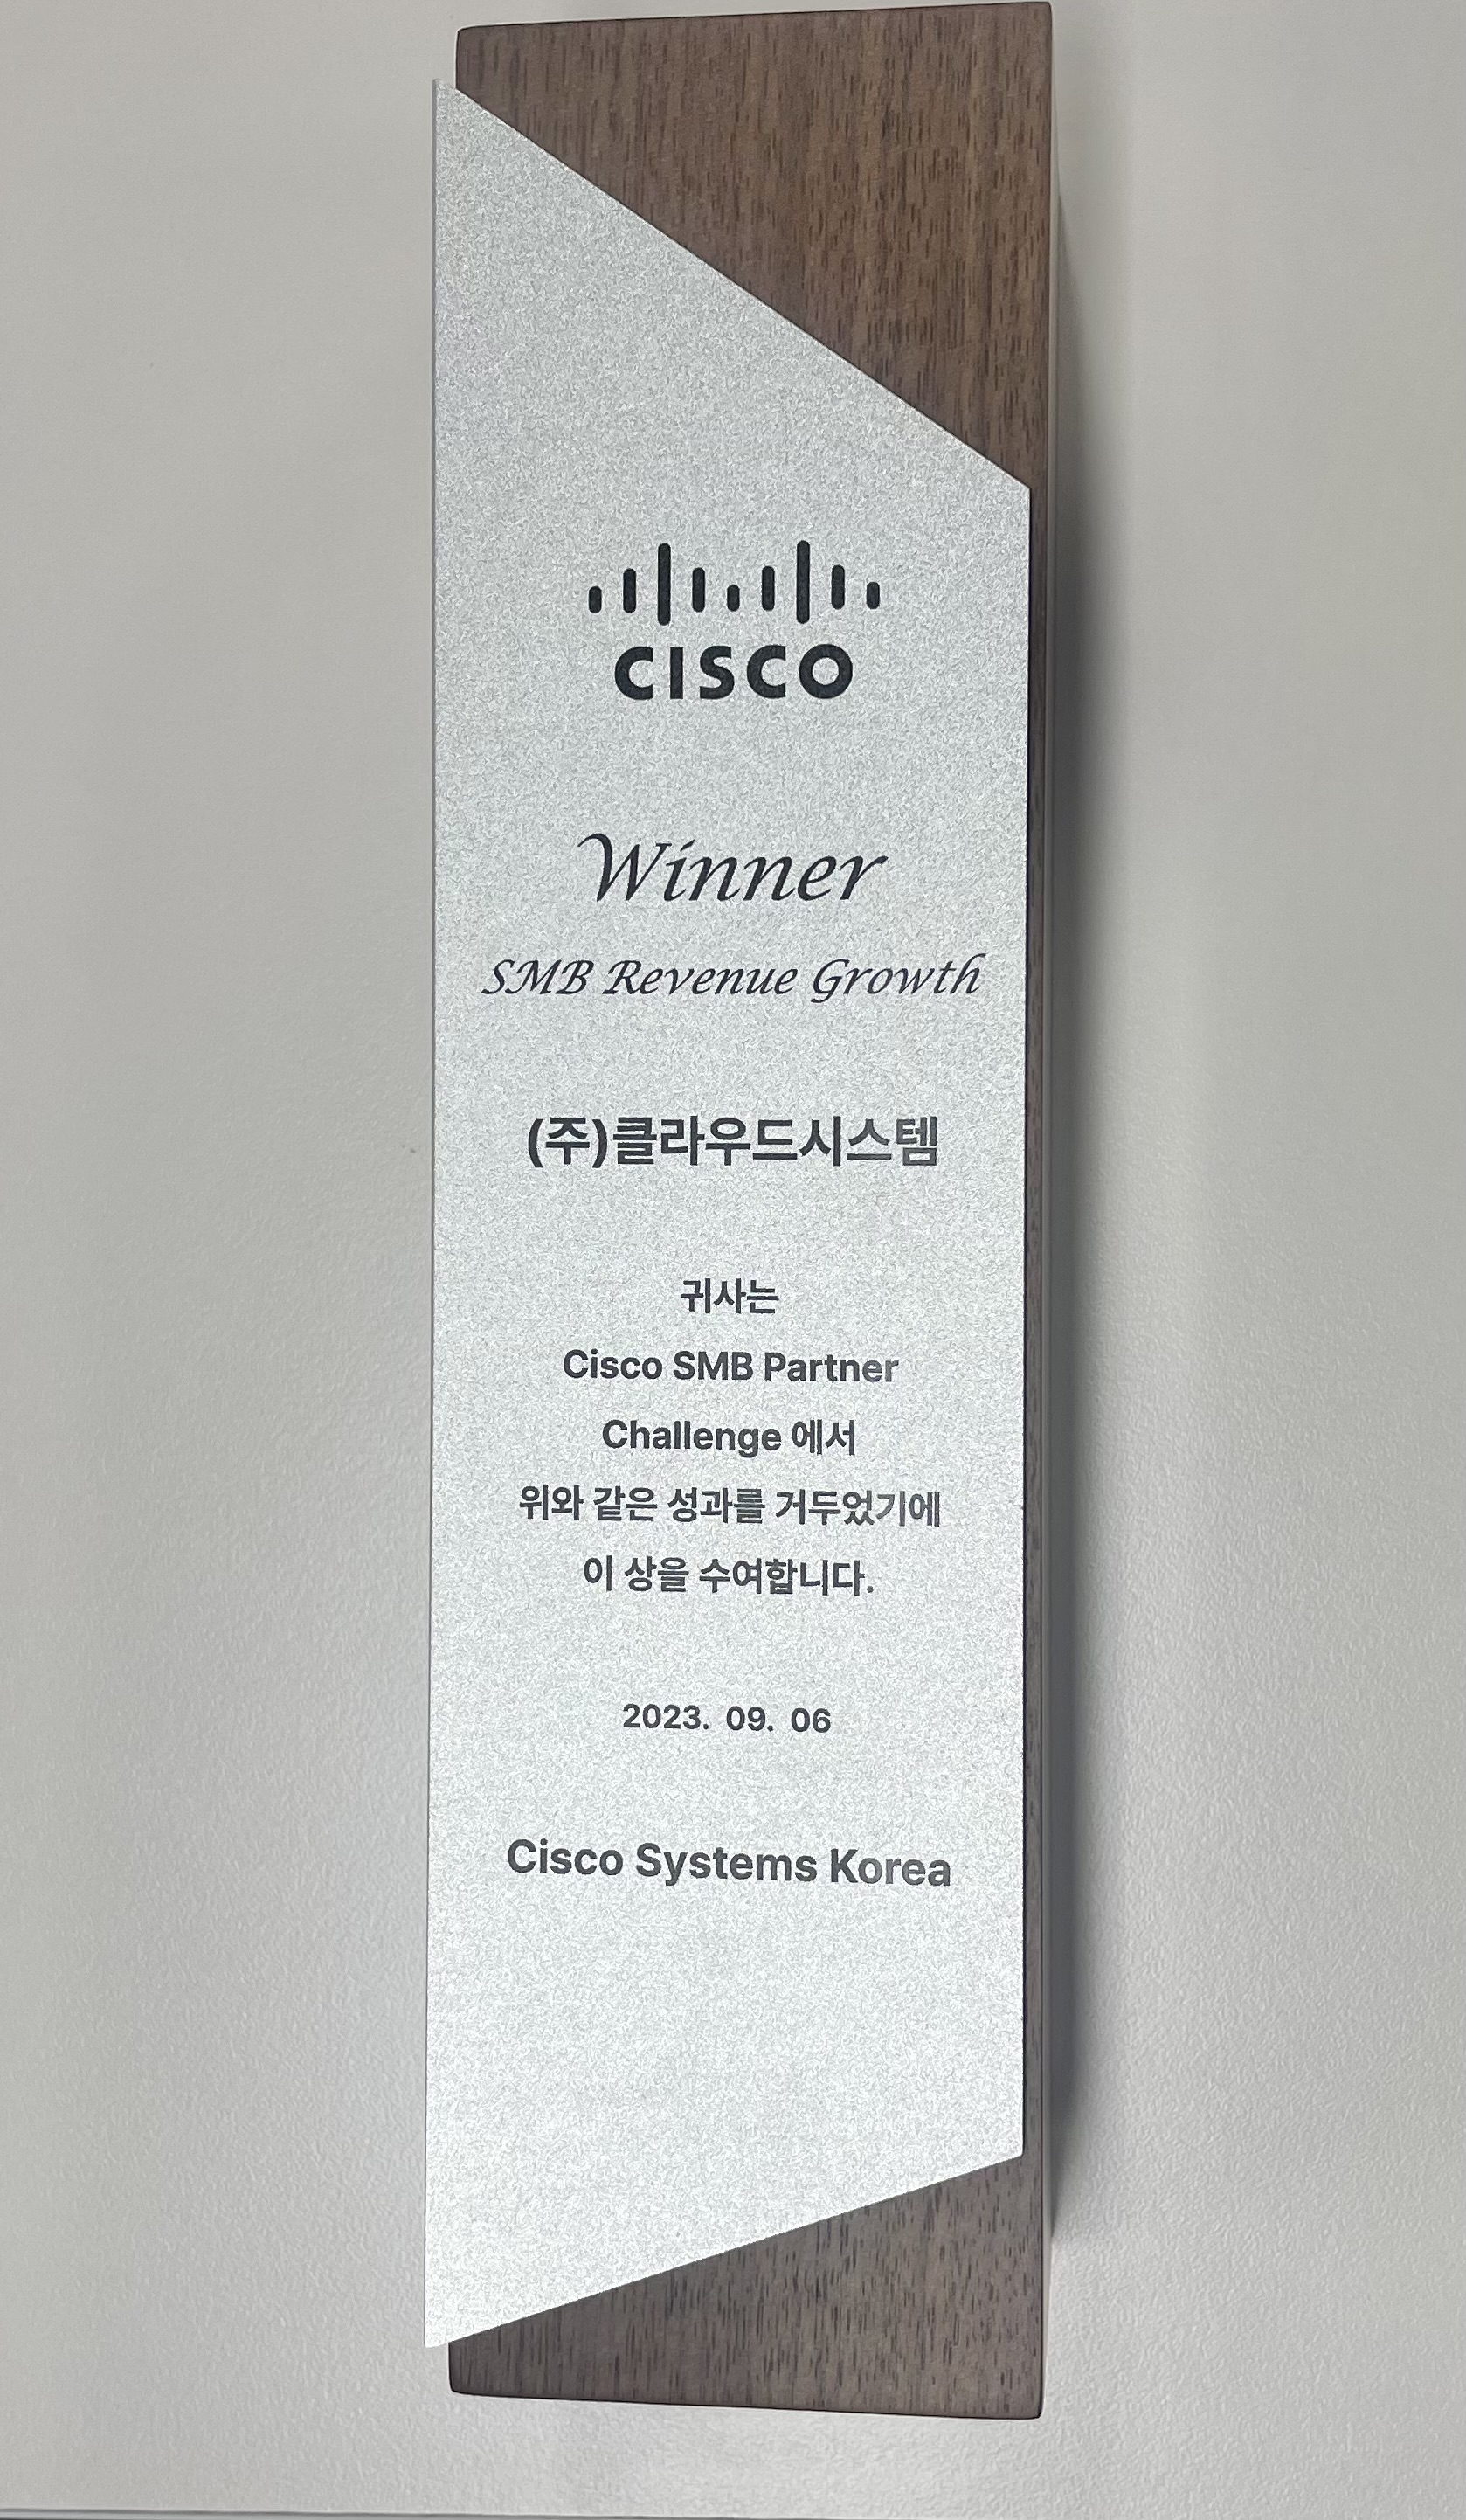 CISCO
Winner
SMB Revenue Growth
(주)클라우드시스템
귀사는
Cisco SMB Partner
Challenge 에서
위와 같은 성과를 거두었기에
이 상을 수여합니다.
2023. 09. 06
Cisco Systems Korea